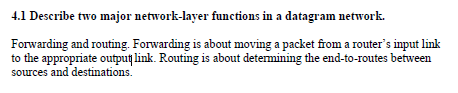 4.1 Describe two major network-layer functions in a datagram network.
Forwarding and routing. Forwarding is about moving a packet from a router's input link
to the appropriate output link. Routing is about determining the end-to-routes between
sources and destinations.